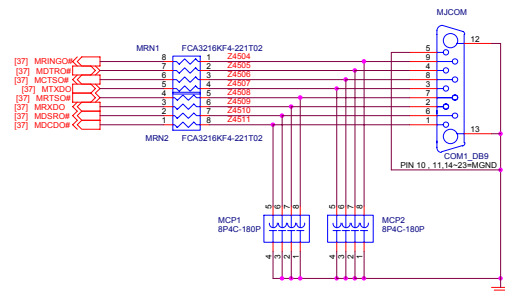 MJCOM
MRN1 FCA3216KF4-221T02
5 12
[37] MRINGO# 8 1 Z4504 9
[37] MDTRO# 7 2 Z4505 4
[37] MCTSO# 6 3 Z4506 8
[37] MTXDO 5 4 Z4507 3
[37] MRTSO# 4 5 Z4508 7
[37] MRXDO 3 6 Z4509 2
[37] MDSRO# 2 7 Z4510 6
[37] MDCDO# 1 8 Z4511 1
13
MRN2 FCA3216KF4-221T02
COM1_DB9
PIN 10 , 11,14~23=MGND
5 6 7 8 5 6 7 8
MCP1 MCP2
8P4C-180P 8P4C-180P
4 3 2 1 4 3 2 1